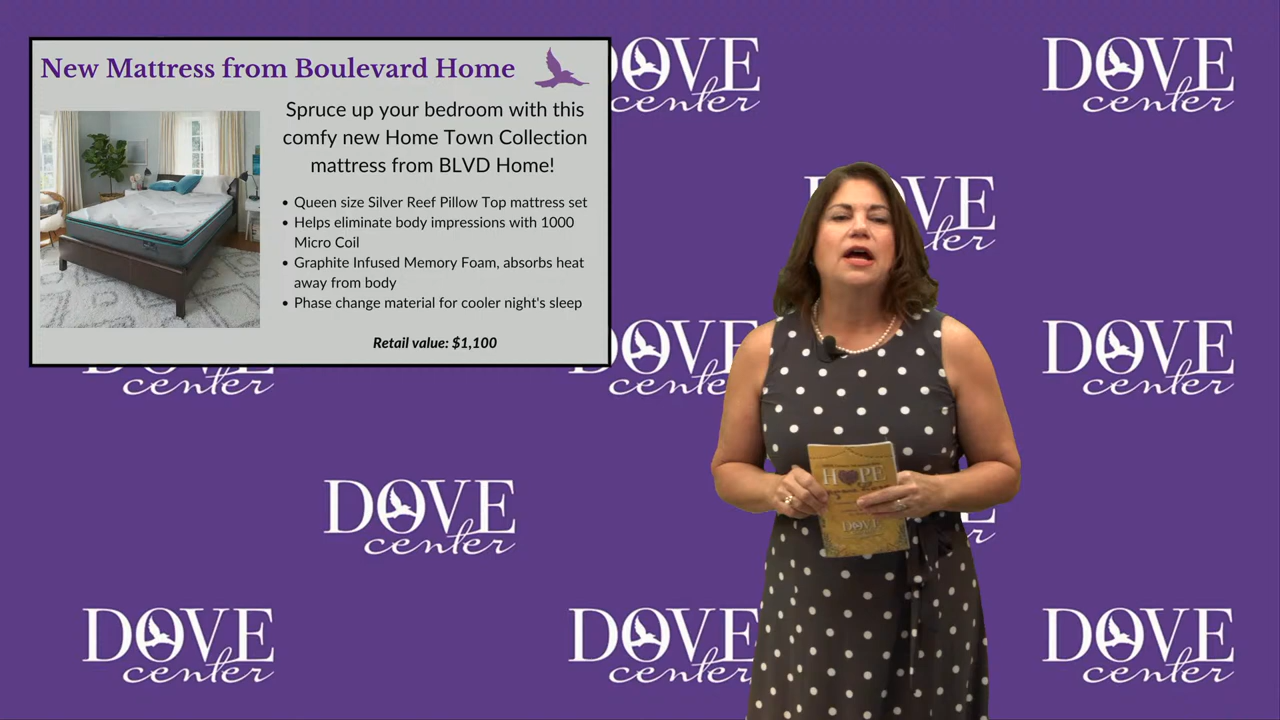 New Mattress from Boulevard Home
Spruce up your bedroom with this
comfy new Home Town Collection
mattress from BLVD Home!
• Queen size Silver Reef Pillow Top mattress set
• Helps eliminate body impressions with 1000
Micro Coil
• Graphite Infused Memory Foam, absorbs heat
away from body
• Phase change material for cooler night's sleep
Retail value: $1,100
DOVE
center
DOVE
center
DOVE
center
center
DOVE
center
DOVE
center
DOVE
center
DOVE
center
DOVE
center
DOVE
center
HOPE
DOVE